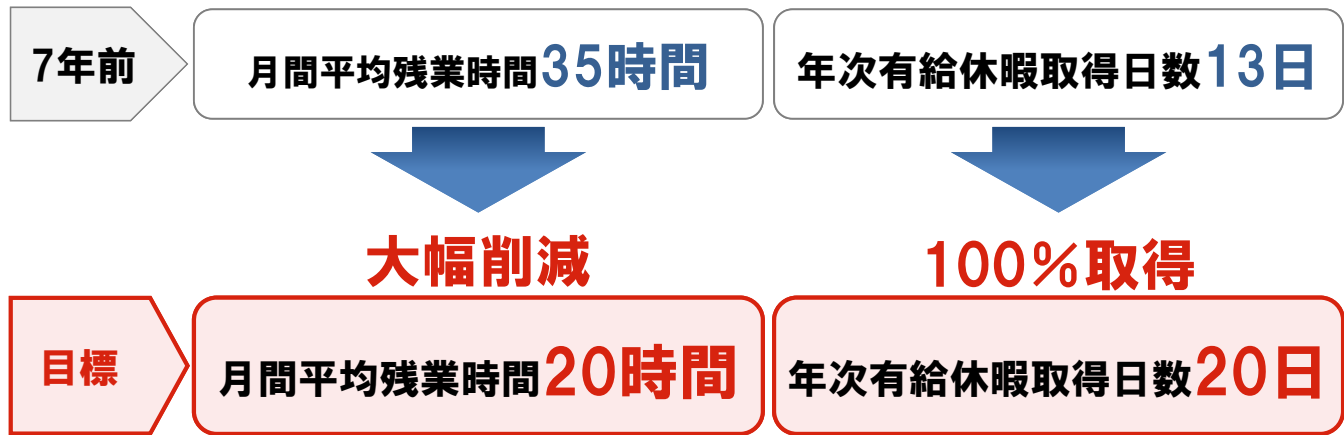 7年前
月間平均残業時間35時間
年次有給休暇取得日数13日
大幅削減
100%取得
目標
月間平均残業時間20時間
年次有給休暇取得日数20日